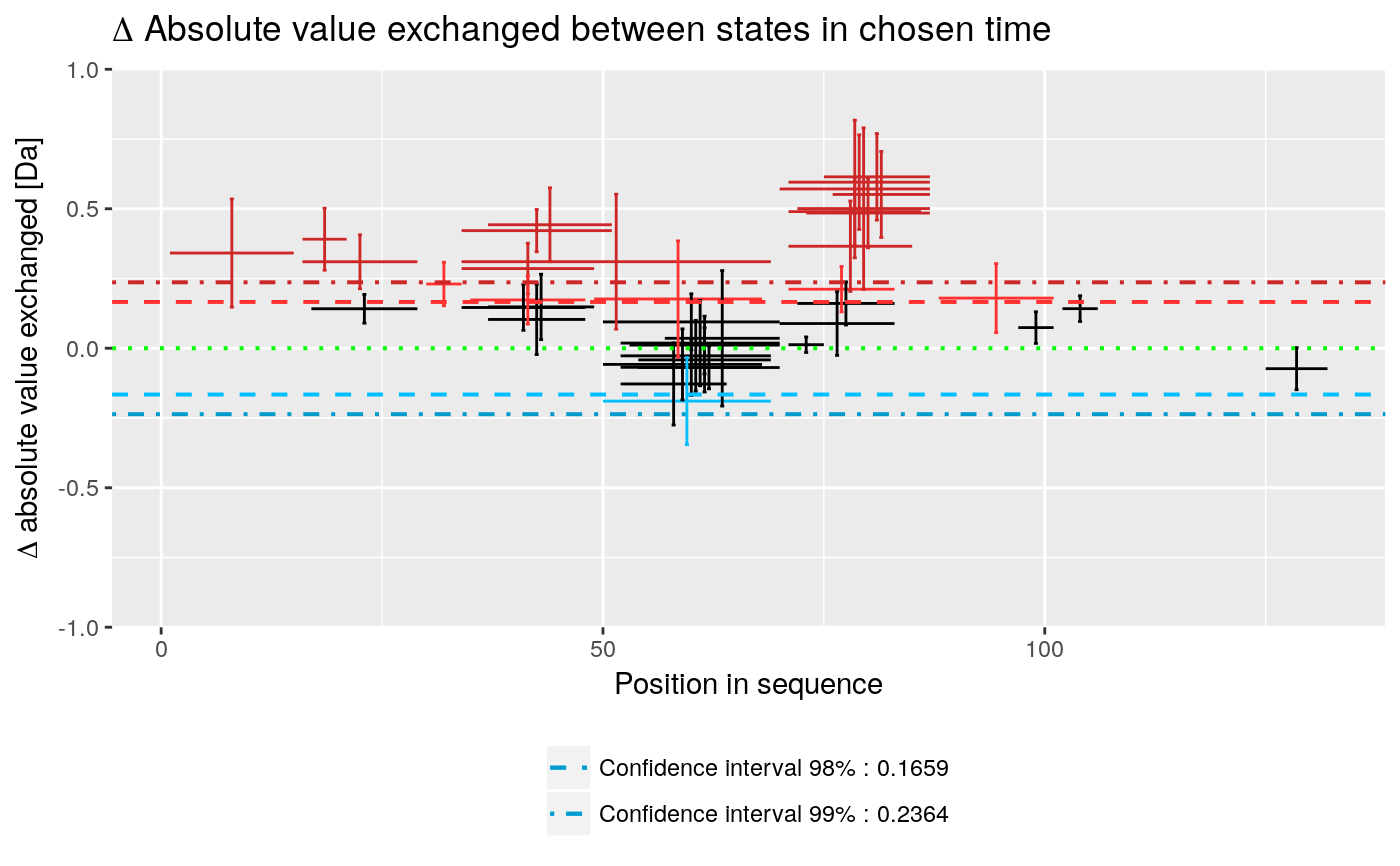 Δ Absolute value exchanged between states in chosen time
Δ absolute value exchanged [Da]
1.0
0.5
0.0
-0.5
-1.0
0 50 100
Position in sequence
Confidence interval 98% : 0.1659
Confidence interval 99% : 0.2364